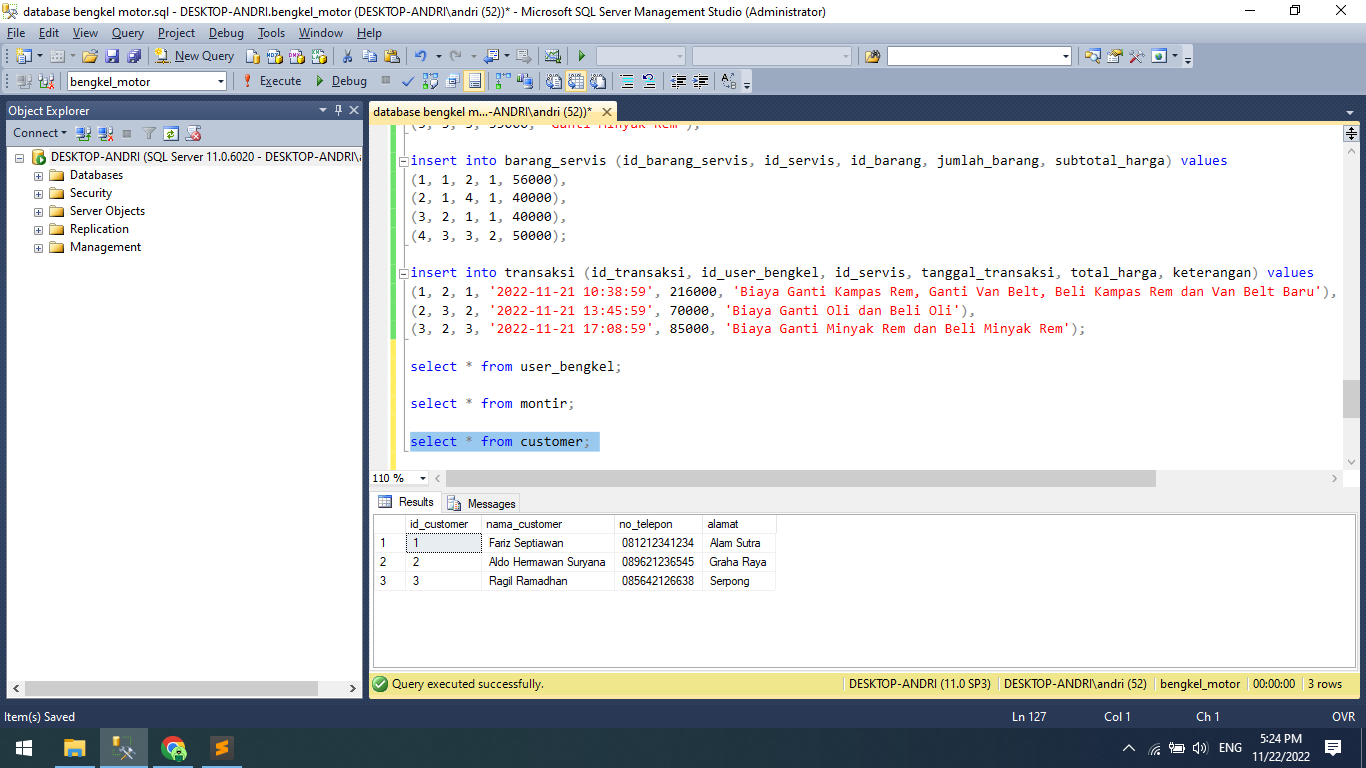 database bengkel motor.sql - DESKTOP-ANDRI.bengkel_motor (DESKTOP-ANDRI\andri (52))* - Microsoft SQL Server Management Studio (Administrator)
File Edit View Query Project Debug Tools Window Help
New Query
bengkel_motor Execute Debug
Object Explorer
Connect
DESKTOP-ANDRI (SQL Server 11.0.6020 - DESKTOP-ANDRI\
Databases
Security
Server Objects
Replication
Management
database bengkel m...-ANDRI\andri (52))*
insert into barang_servis (id_barang_servis, id_servis, id_barang, jumlah_barang, subtotal_harga) values
(1, 1, 2, 1, 56000),
(2, 1, 4, 1, 40000),
(3, 2, 1, 1, 40000),
(4, 3, 3, 2, 50000);
insert into transaksi (id_transaksi, id_user_bengkel, id_servis, tanggal_transaksi, total_harga, keterangan) values
(1, 2, 1, '2022-11-21 10:38:59', 216000, 'Biaya Ganti Kampas Rem, Ganti Van Belt, Beli Kampas Rem dan Van Belt Baru'),
(2, 3, 2, '2022-11-21 13:45:59', 70000, 'Biaya Ganti Oli dan Beli Oli'),
(3, 2, 3, '2022-11-21 17:08:59', 85000, 'Biaya Ganti Minyak Rem dan Beli Minyak Rem');
select * from user_bengkel;
select * from montir;
select * from customer;
110 %
Results Messages
id_customer nama_customer no_telepon alamat
1 1 Fariz Septiawan 081212341234 Alam Sutra
2 2 Aldo Hermawan Suryana 089621236545 Graha Raya
3 3 Ragil Ramadhan 085642126638 Serpong
Query executed successfully. DESKTOP-ANDRI (11.0 SP3) DESKTOP-ANDRI\andri (52) bengkel_motor 00:00:00 3 rows
Item(s) Saved Ln 127 Col 1 Ch 1 OVR
ENG 5:24 PM
11/22/2022